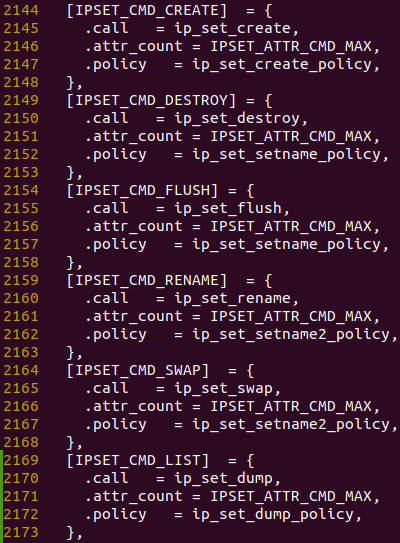 2144 [IPSET_CMD_CREATE] = {
2145 .call = ip_set_create,
2146 .attr_count = IPSET_ATTR_CMD_MAX,
2147 .policy = ip_set_create_policy,
2148 },
2149 [IPSET_CMD_DESTROY] = {
2150 .call = ip_set_destroy,
2151 .attr_count = IPSET_ATTR_CMD_MAX,
2152 .policy = ip_set_setname_policy,
2153 },
2154 [IPSET_CMD_FLUSH] = {
2155 .call = ip_set_flush,
2156 .attr_count = IPSET_ATTR_CMD_MAX,
2157 .policy = ip_set_setname_policy,
2158 },
2159 [IPSET_CMD_RENAME] = {
2160 .call = ip_set_rename,
2161 .attr_count = IPSET_ATTR_CMD_MAX,
2162 .policy = ip_set_setname2_policy,
2163 },
2164 [IPSET_CMD_SWAP] = {
2165 .call = ip_set_swap,
2166 .attr_count = IPSET_ATTR_CMD_MAX,
2167 .policy = ip_set_setname2_policy,
2168 },
2169 [IPSET_CMD_LIST] = {
2170 .call = ip_set_dump,
2171 .attr_count = IPSET_ATTR_CMD_MAX,
2172 .policy = ip_set_dump_policy,
2173 },